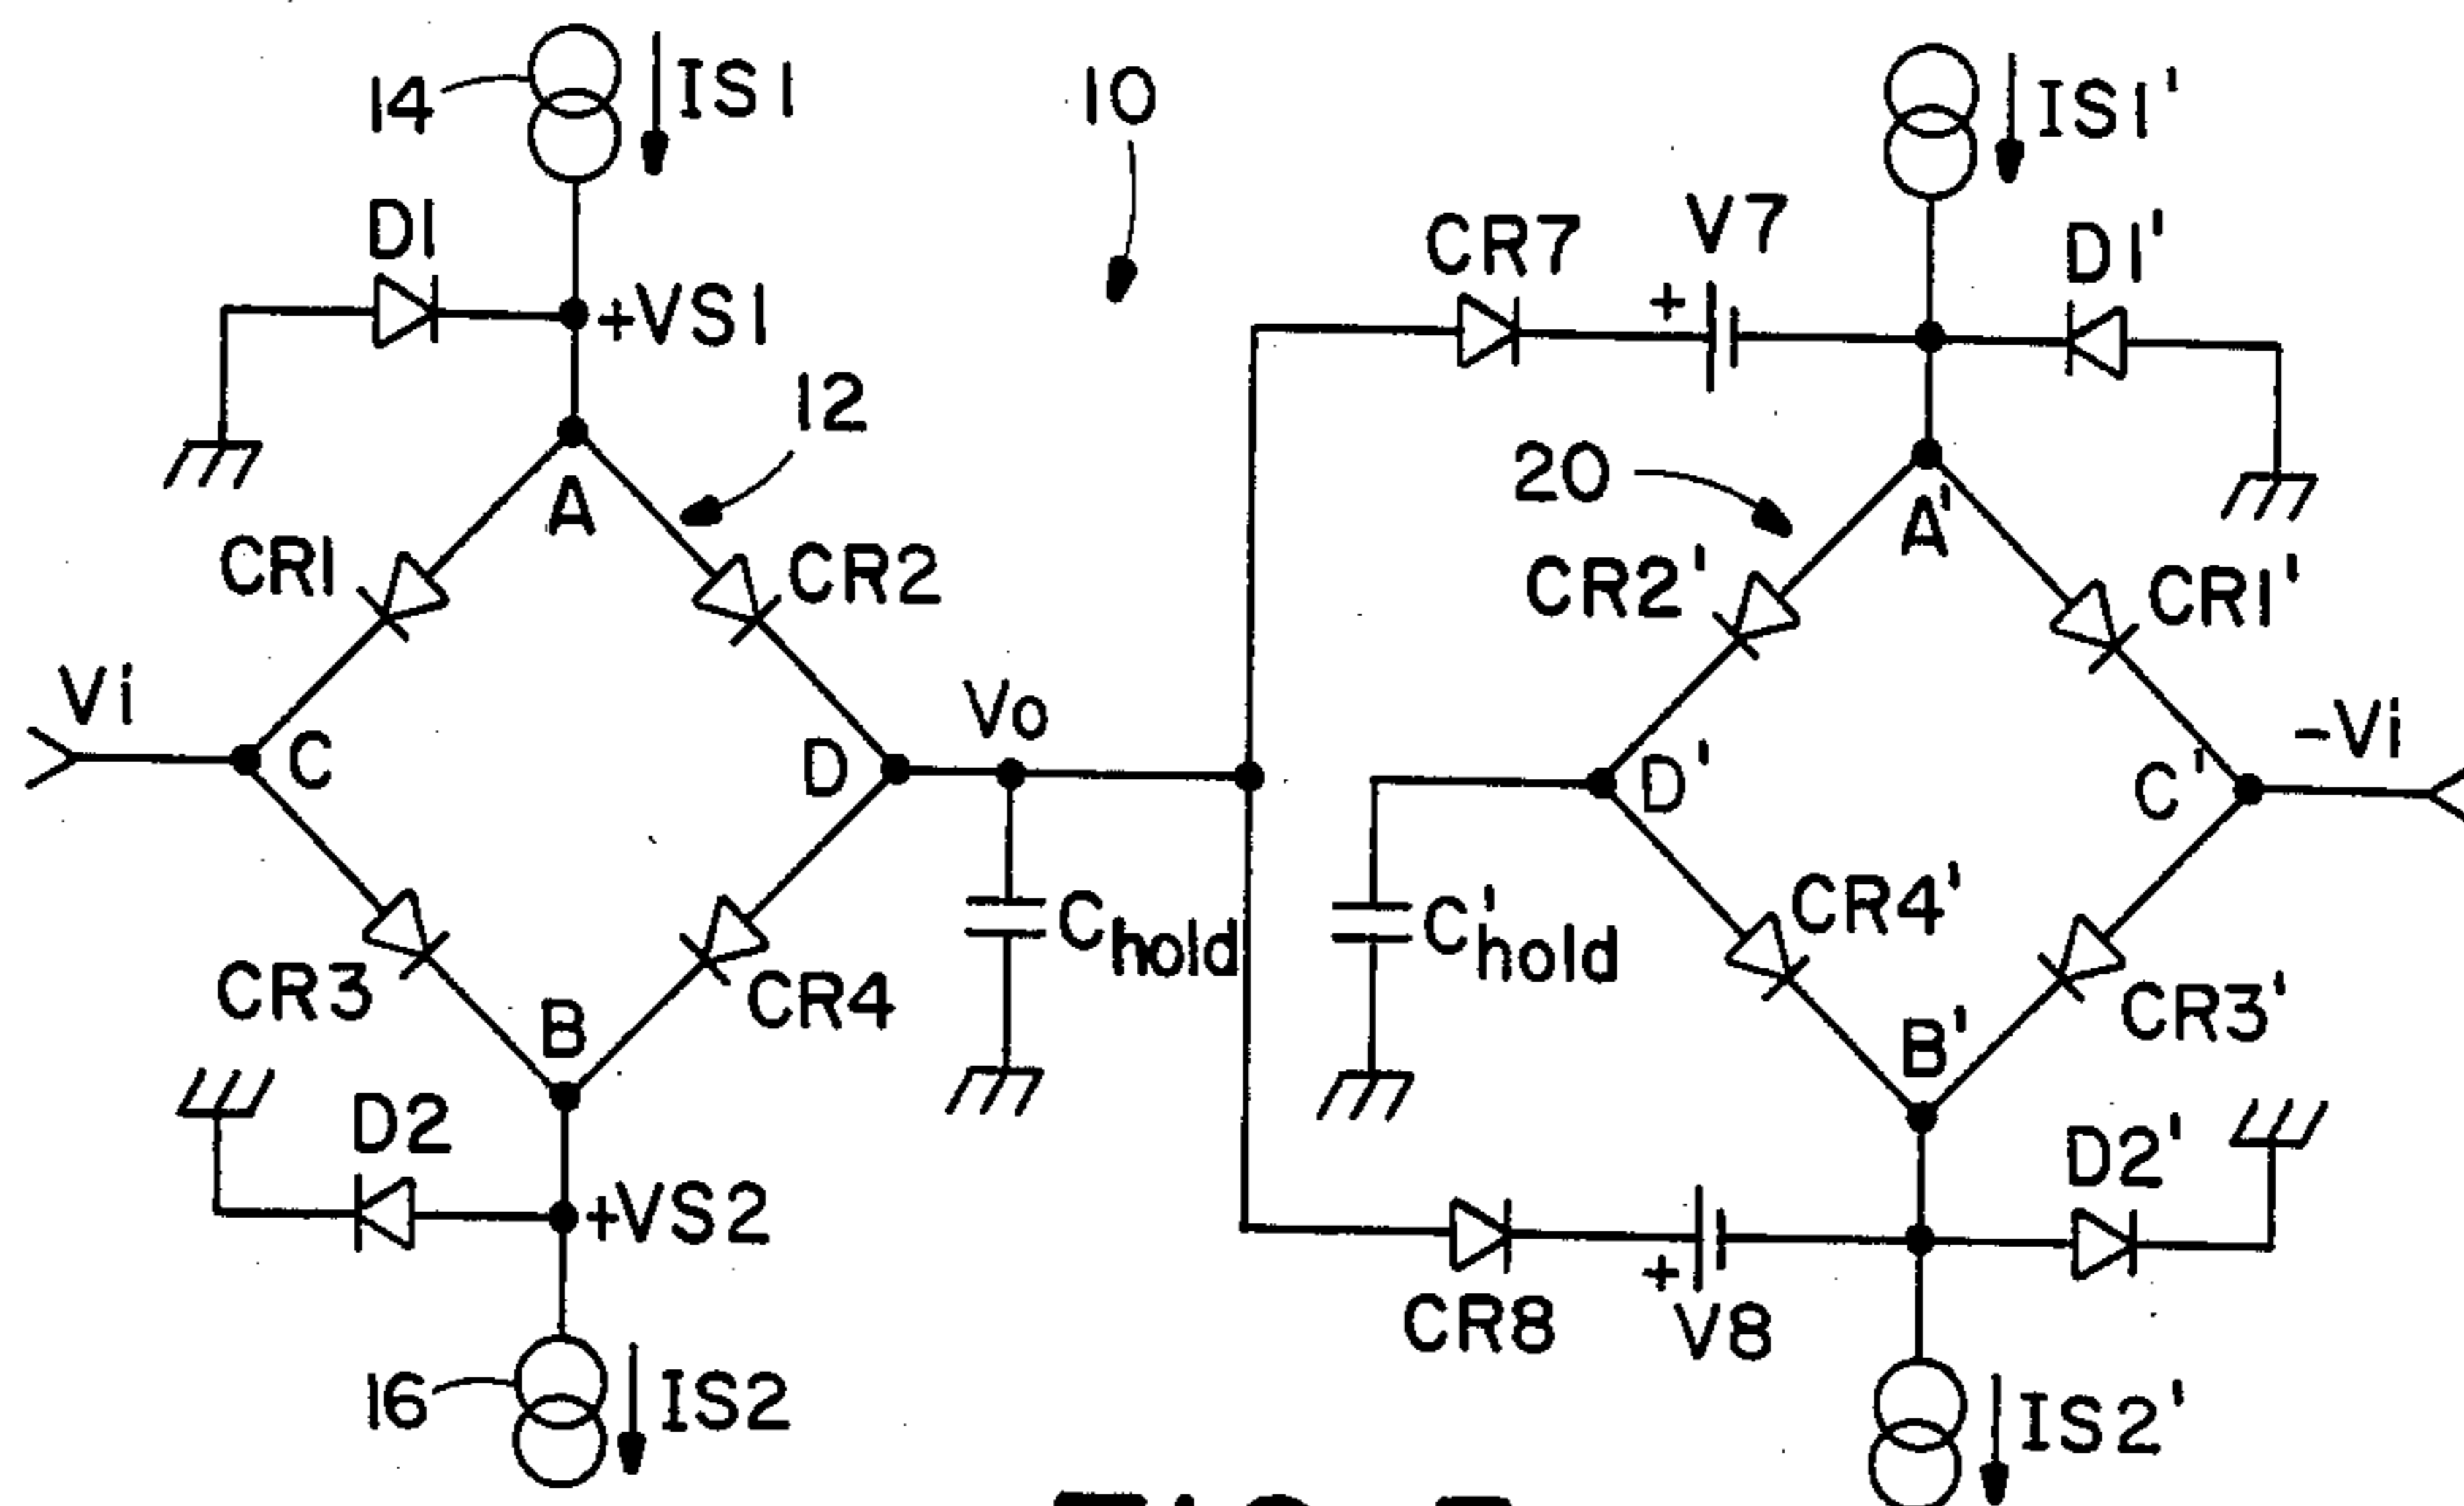 14
IS1
10
IS1'
D1
+VS1
CR7
+
V7
D1'
12
A
20
A'
CR1
CR2
CR2'
CR1'
Vi
C
D
Vo
D'
C'
-Vi
CR3
CR4
Chold
C'hold
CR4'
CR3'
B
B'
D2
D2'
+VS2
CR8
+
V8
16
IS2
IS2'